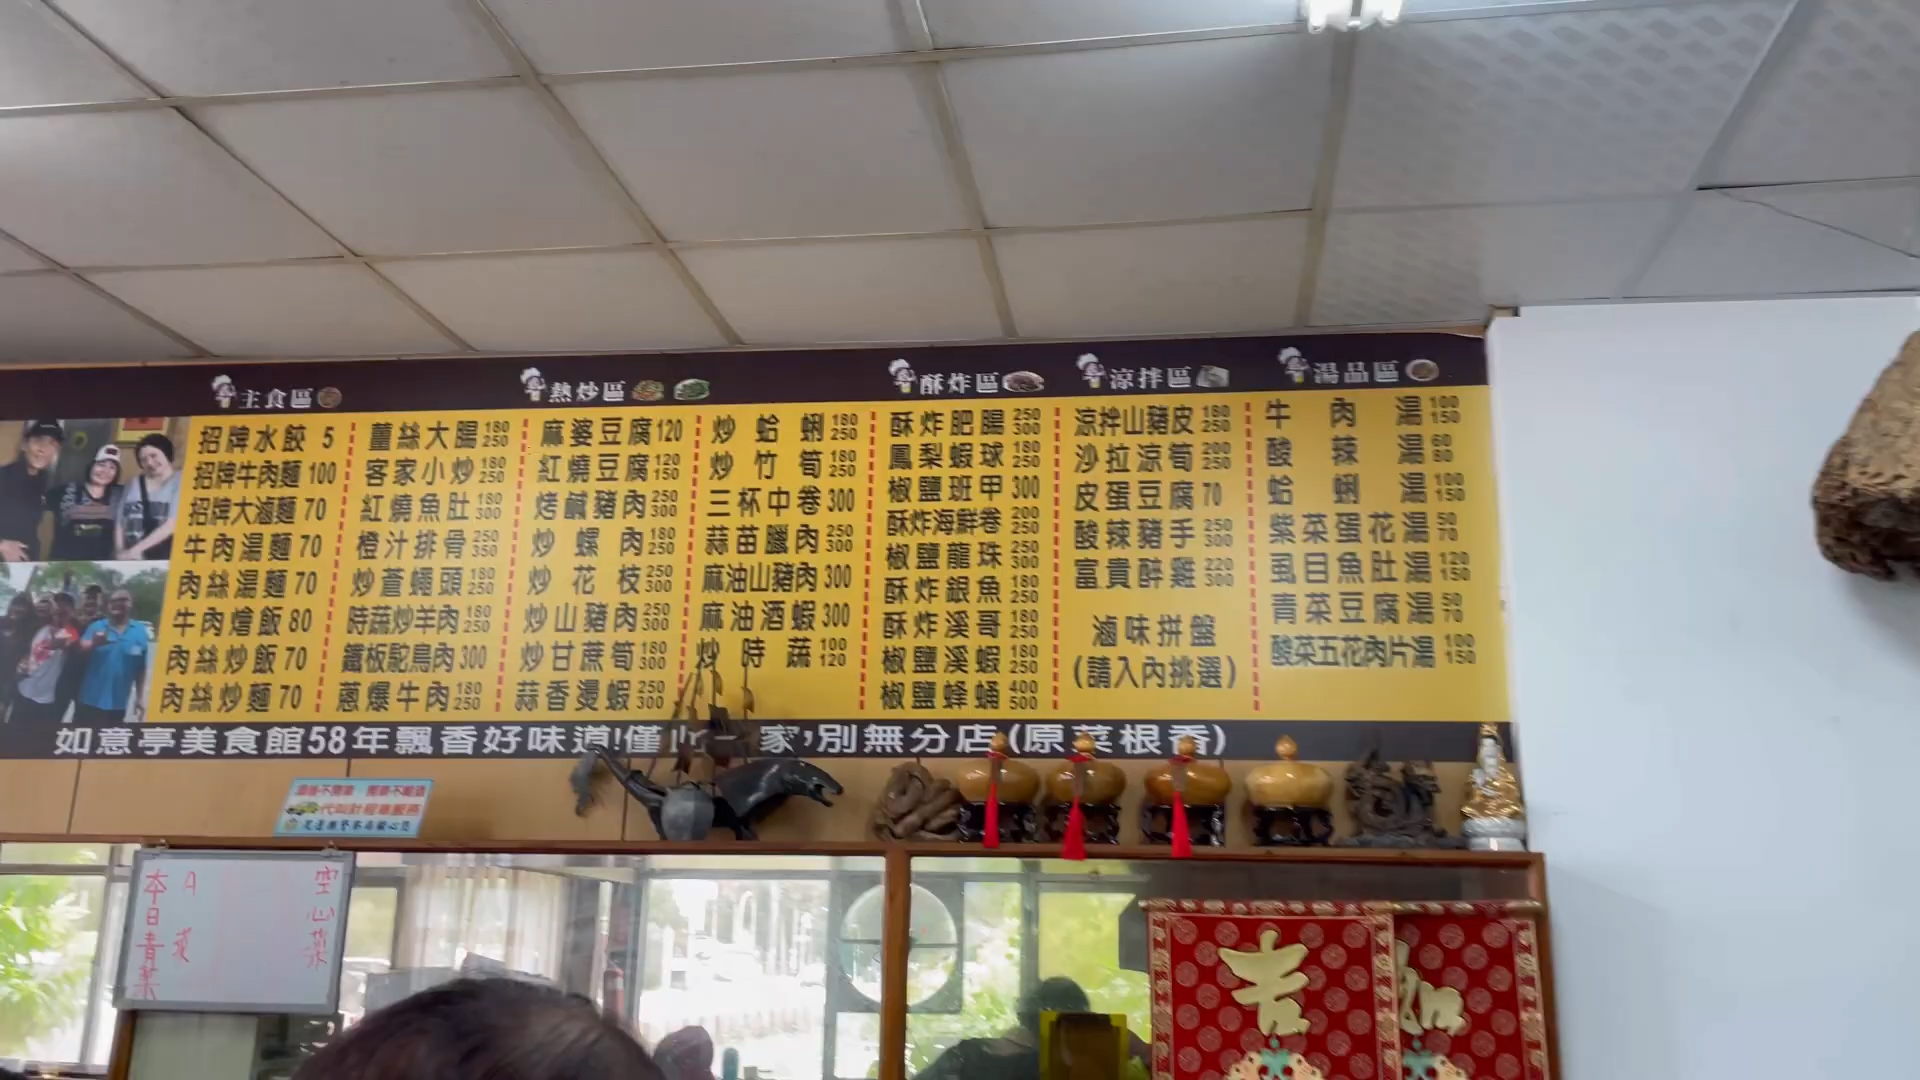 主食區
招牌水餃 5
招牌牛肉麵 100
招牌大滷麵 70
牛肉湯麵 70
肉絲湯麵 70
牛肉燴飯 80
肉絲炒飯 70
肉絲炒麵 70
熱炒區
薑絲大腸 180 250
客家小炒 180 250
紅燒魚肚 180 300
橙汁排骨 250 350
炒蒼蠅頭 180 250
時蔬炒羊肉 180 250
鐵板駝鳥肉 300
蔥爆牛肉 180 250
麻婆豆腐 120
紅燒豆腐 120 150
烤鹹豬肉 250 300
炒螺肉 180 250
炒花枝 250 300
炒山豬肉 250 300
炒甘蔗筍 180 300
蒜香燙蝦 250 300
炒蛤蜊 180 250
炒竹筍 180 250
三杯中卷 300
蒜苗臘肉 250 300
麻油山豬肉 300
麻油酒蝦 300
炒時蔬 100 120
酥炸區
酥炸肥腸 250 300
鳳梨蝦球 180 250
椒鹽班甲 300
酥炸海鮮卷 200 250
椒鹽龍珠 250 300
酥炸銀魚 180 250
酥炸溪哥 180 250
椒鹽溪蝦 180 250
椒鹽蜂蛹 400 500
涼拌區
涼拌山豬皮 180 250
沙拉涼筍 200 250
皮蛋豆腐 70
酸辣豬手 250 300
富貴醉雞 220 300
滷味拼盤
(請入內挑選)
湯品區
牛肉湯 100 150
酸辣湯 60 80
蛤蜊湯 100 150
紫菜蛋花湯 50 70
虱目魚肚湯 120 150
青菜豆腐湯 50 70
酸菜五花肉片湯 100 150
如意亭美食館58年飄香好味道!僅此一家,別無分店(原菜根香)
酒後不開車
代叫計程車服務
本日青菜
A菜
空心菜
吉
如